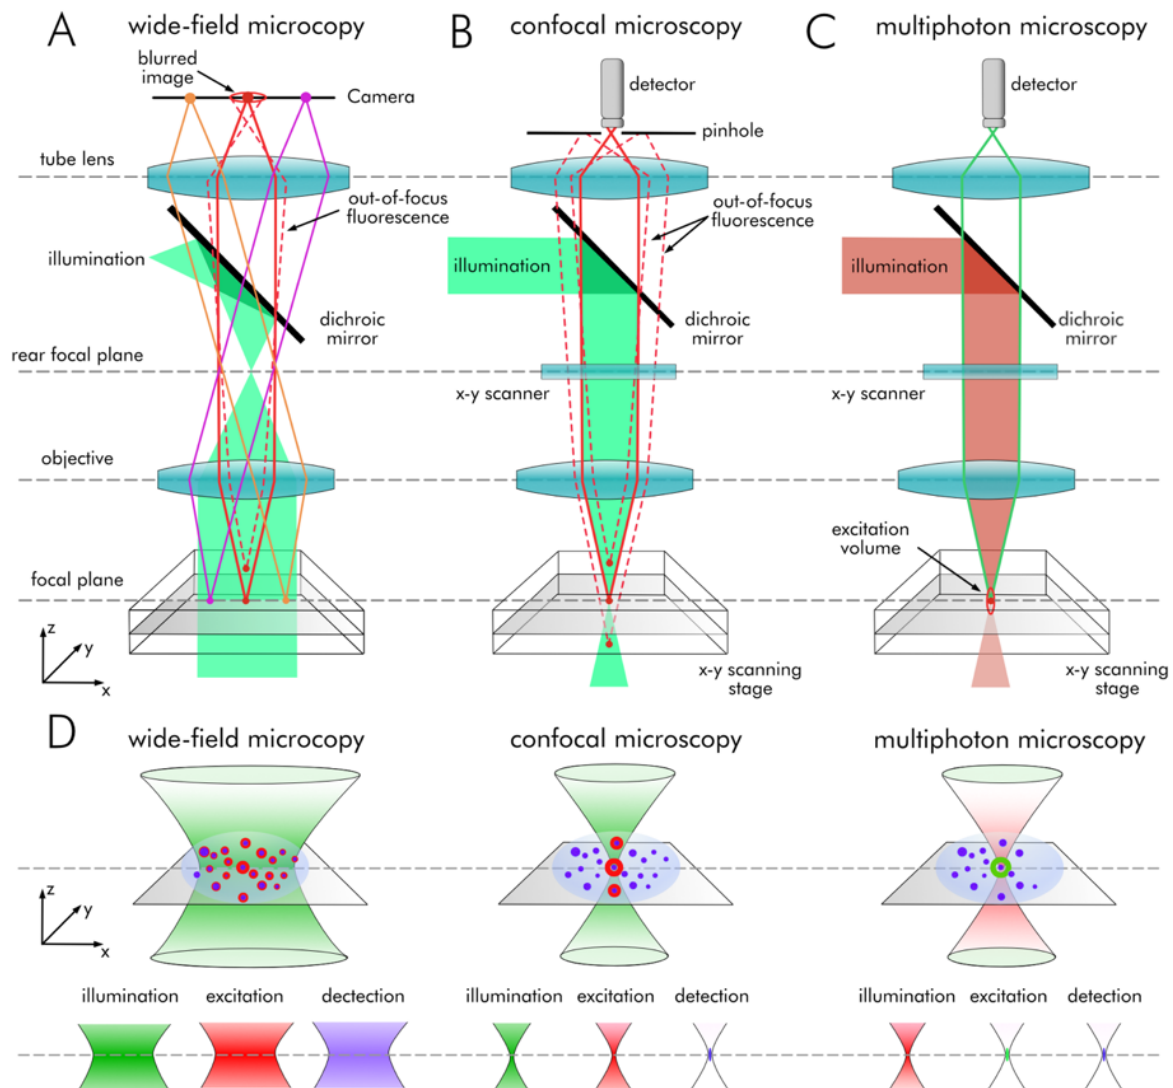 A
wide-field microcopy
blurred
image
Camera
tube lens
out-of-focus
fluorescence
illumination
dichroic
mirror
rear focal plane
objective
focal plane
z
y
x
B
confocal microscopy
detector
pinhole
out-of-focus
fluorescence
illumination
dichroic
mirror
x-y scanner
x-y scanning
stage
C
multiphoton microscopy
detector
illumination
dichroic
mirror
x-y scanner
excitation
volume
x-y scanning
stage
D
wide-field microcopy
confocal microscopy
multiphoton microscopy
z
y
x
illumination
excitation
dectection
illumination
excitation
detection
illumination
excitation
detection